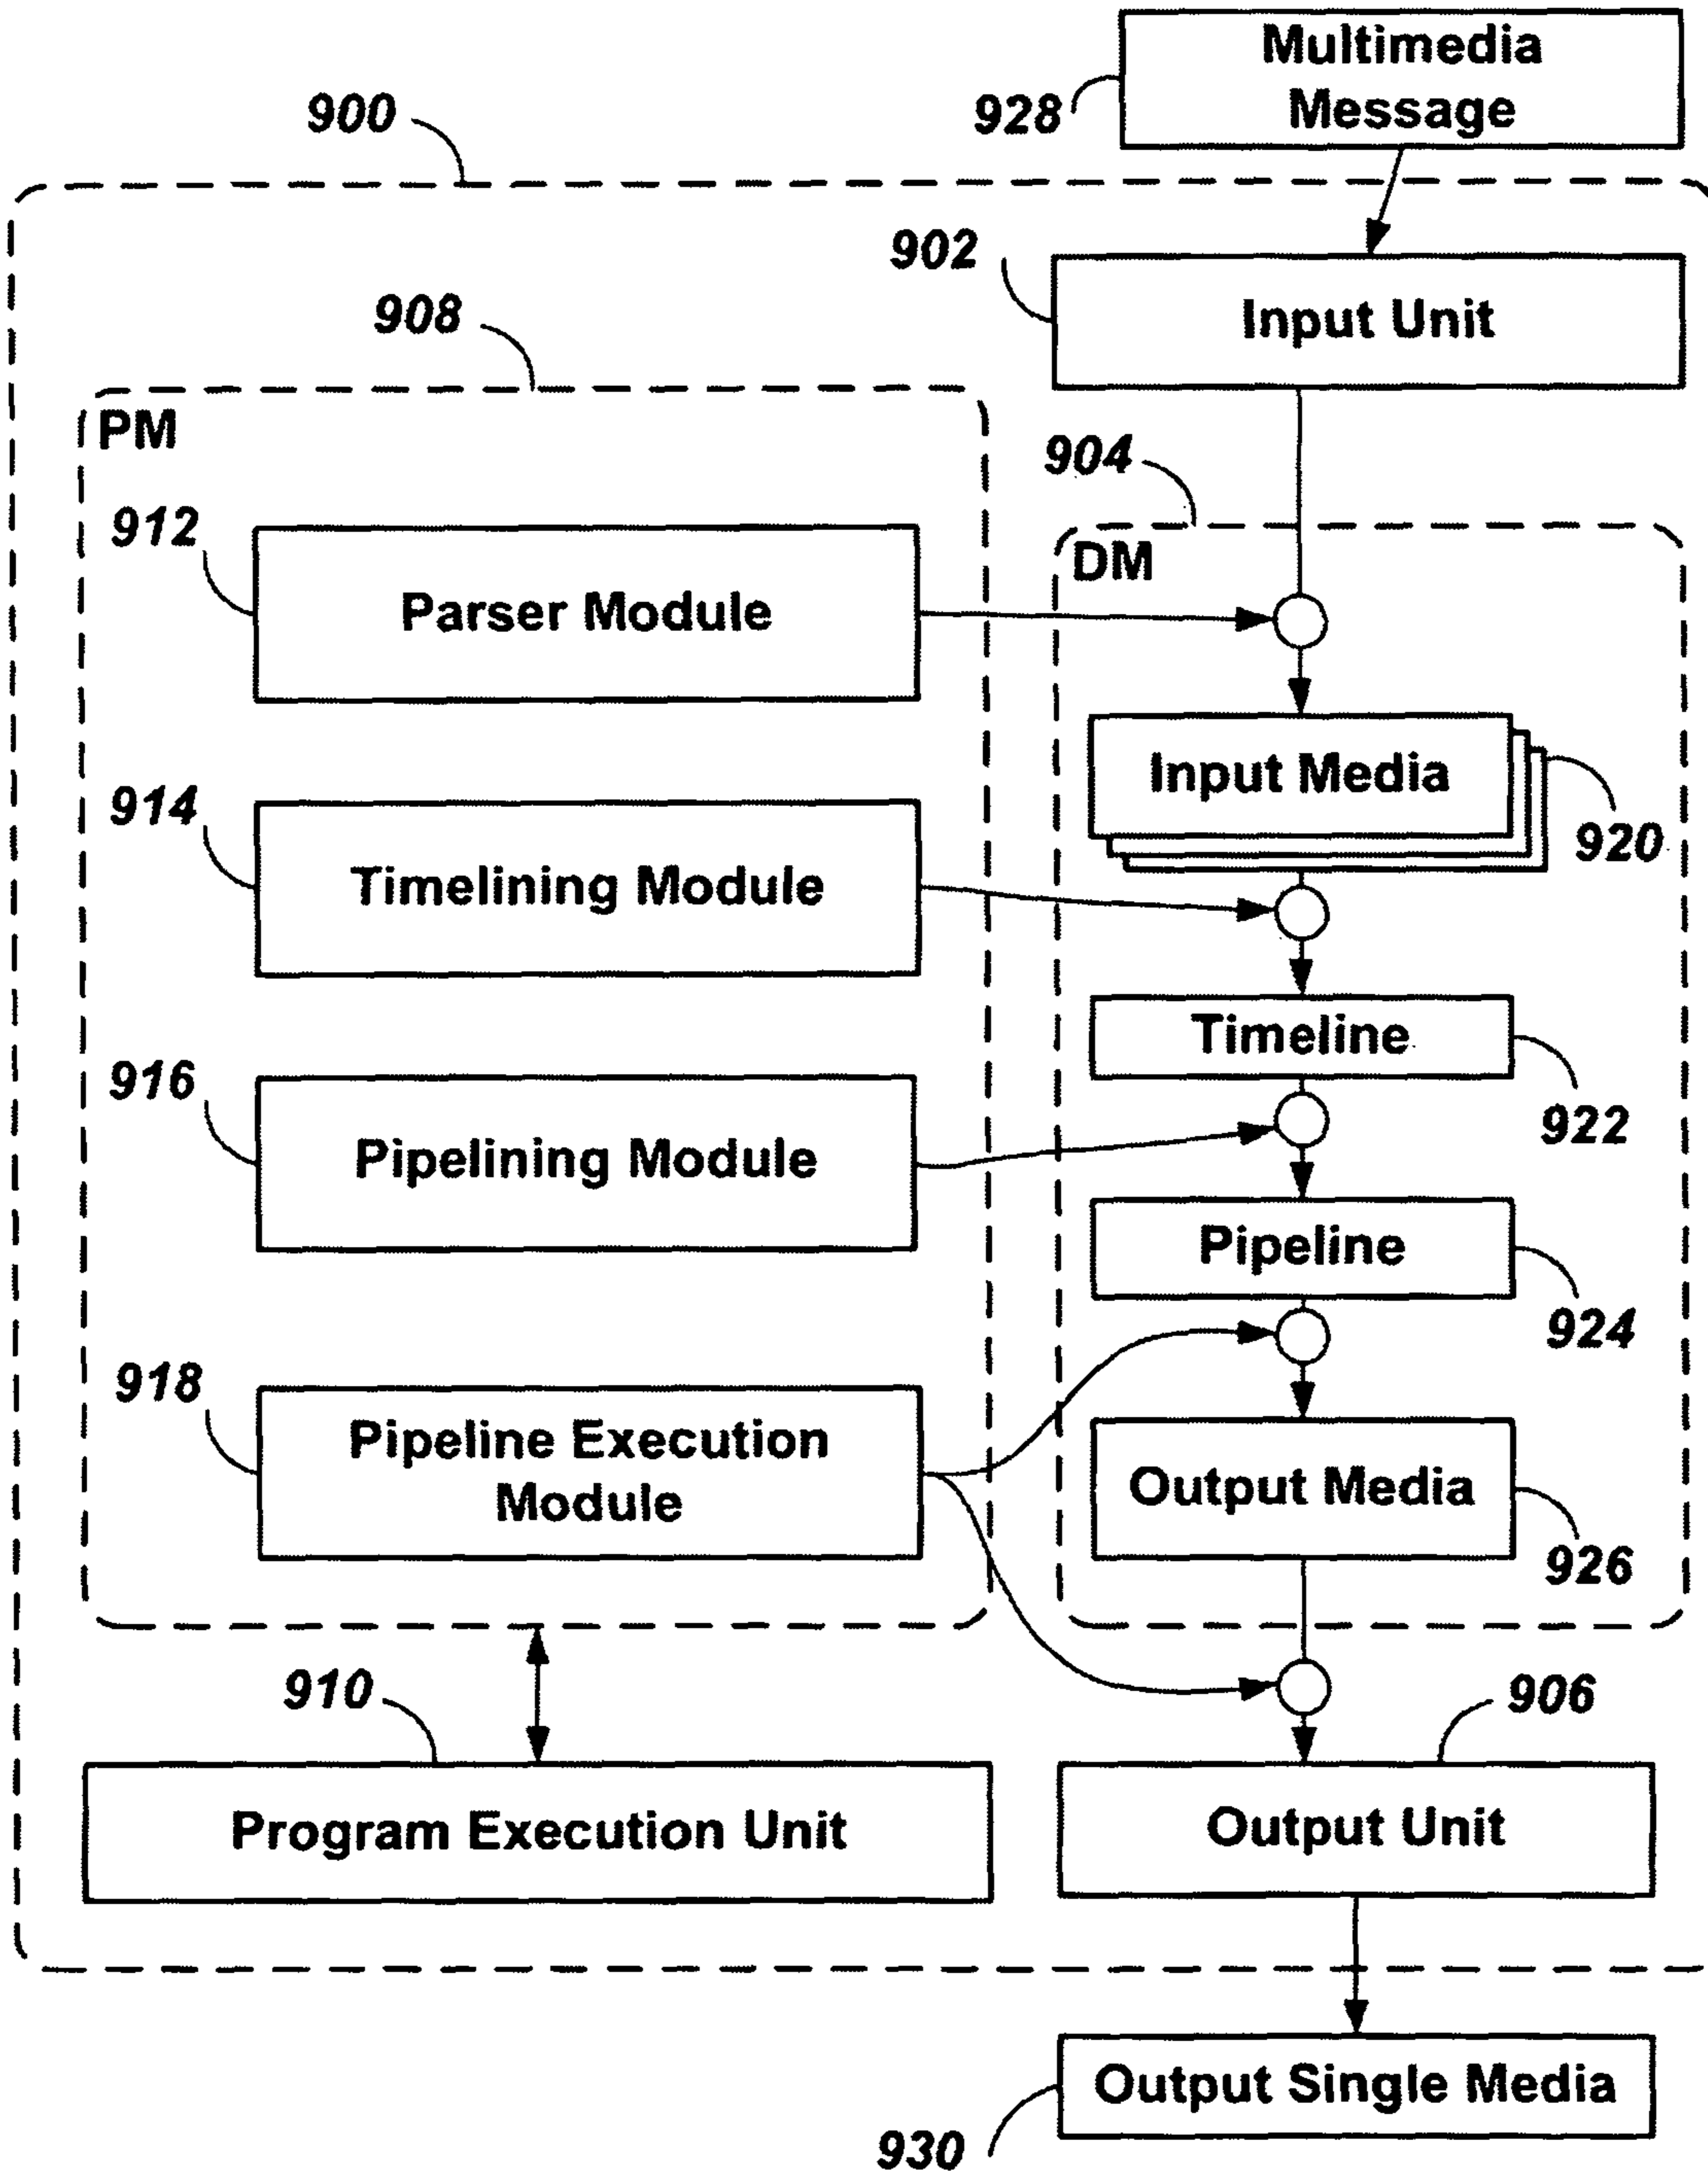 Multimedia
Message
928
900
902
Input Unit
908
PM
904
DM
912
Parser Module
Input Media
920
914
Timelining Module
Timeline
922
916
Pipelining Module
Pipeline
924
918
Pipeline Execution
Module
Output Media
926
910
Program Execution Unit
906
Output Unit
Output Single Media
930